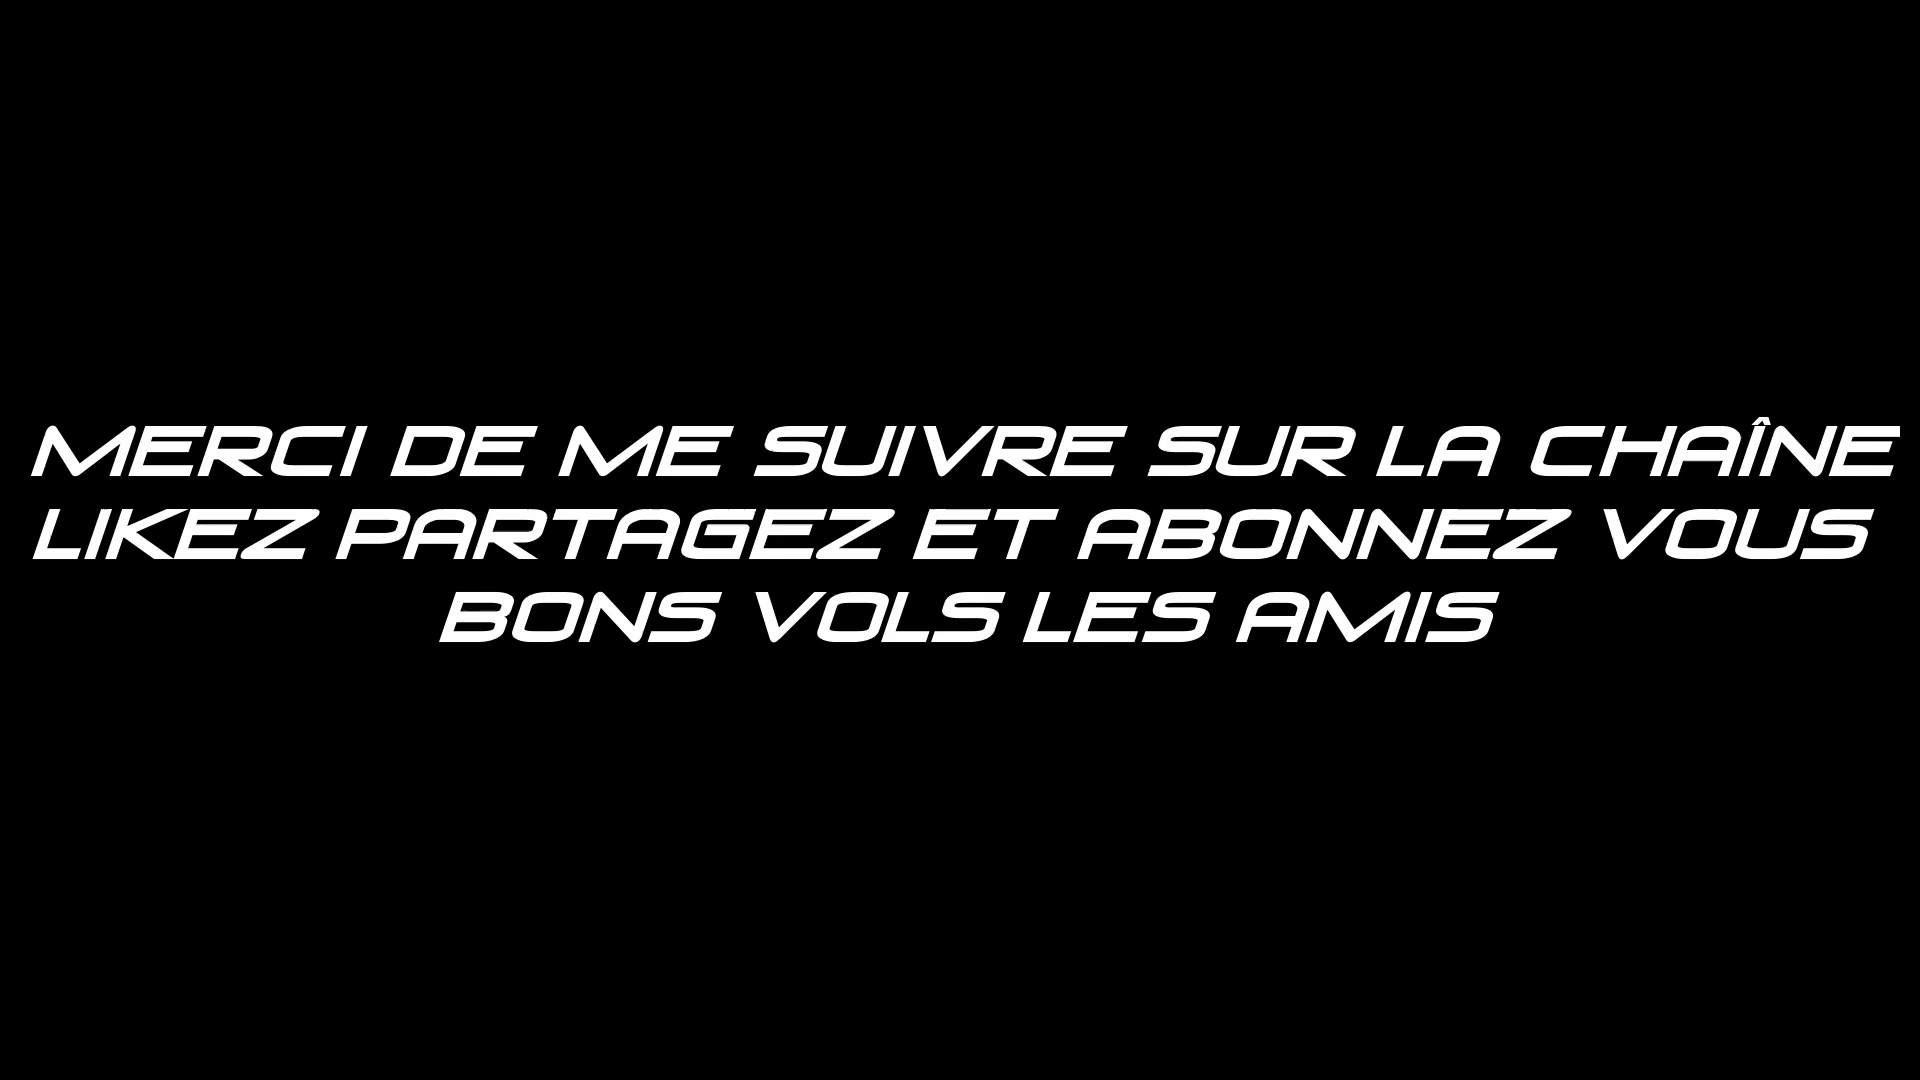 MERCI DE ME SUIVRE SUR LA CHAÎNE
LIKEZ PARTAGEZ ET ABONNEZ VOUS
BONS VOLS LES AMIS